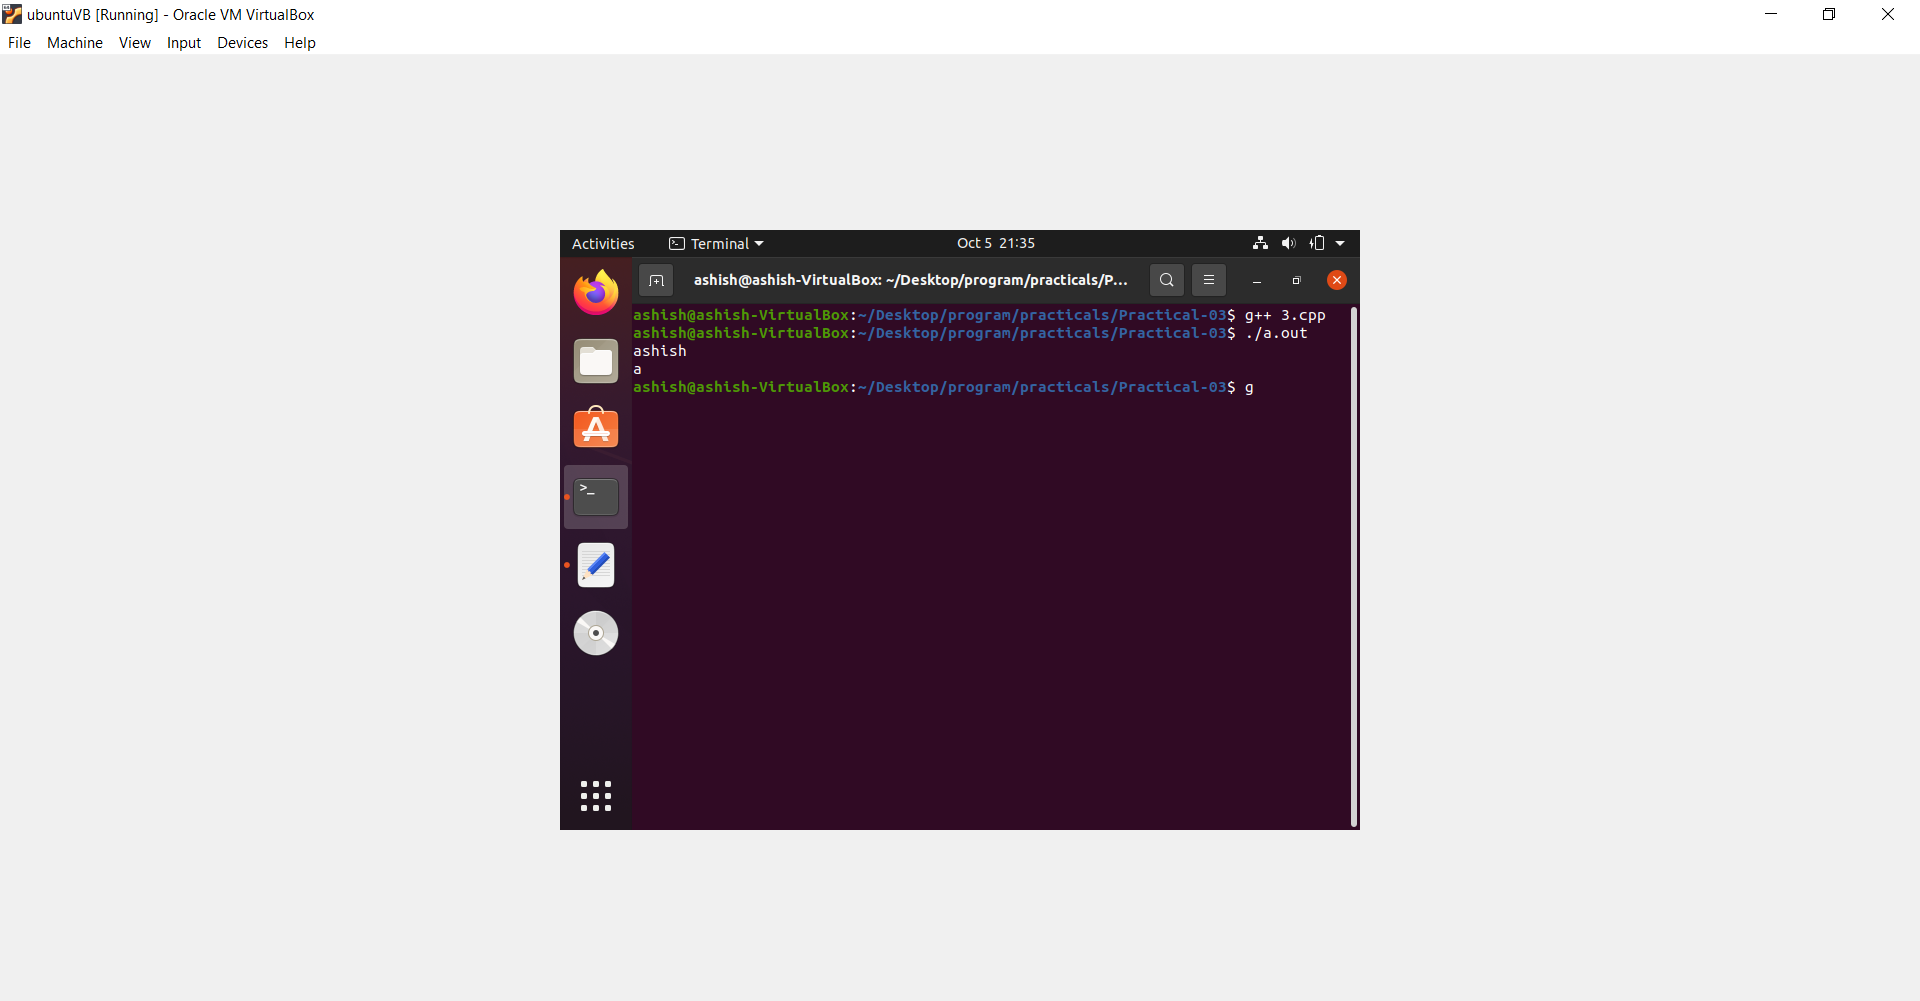 ubuntuVB [Running] - Oracle VM VirtualBox
File Machine View Input Devices Help
Activities Terminal Oct 5 21:35
ashish@ashish-VirtualBox: ~/Desktop/program/practicals/P...
ashish@ashish-VirtualBox:~/Desktop/program/practicals/Practical-03$ g++ 3.cpp
ashish@ashish-VirtualBox:~/Desktop/program/practicals/Practical-03$ ./a.out
ashish
a
ashish@ashish-VirtualBox:~/Desktop/program/practicals/Practical-03$ g